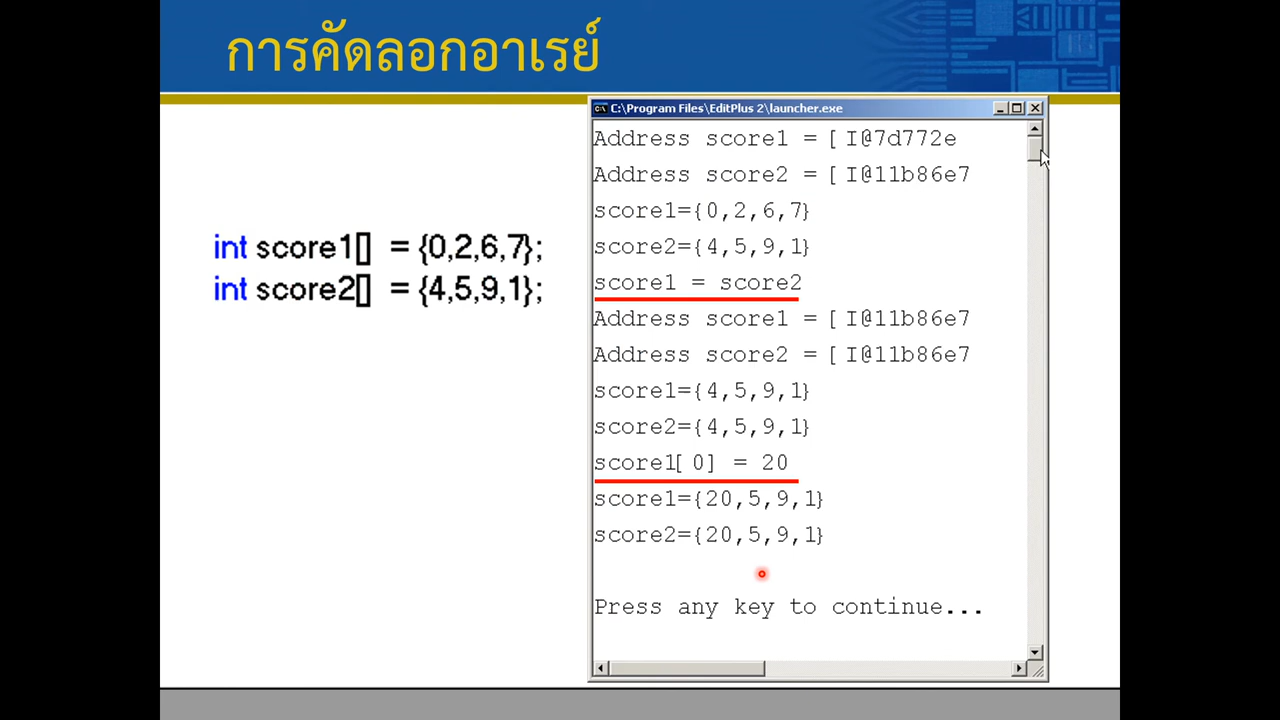 การคัดลอกอาเรย์
int score1[] = {0,2,6,7};
int score2[] = {4,5,9,1};
C:\Program Files\EditPlus 2\launcher.exe
Address score1 = [I@7d772e
Address score2 = [I@11b86e7
score1={0,2,6,7}
score2={4,5,9,1}
score1 = score2
Address score1 = [I@11b86e7
Address score2 = [I@11b86e7
score1={4,5,9,1}
score2={4,5,9,1}
score1[0] = 20
score1={20,5,9,1}
score2={20,5,9,1}
Press any key to continue...